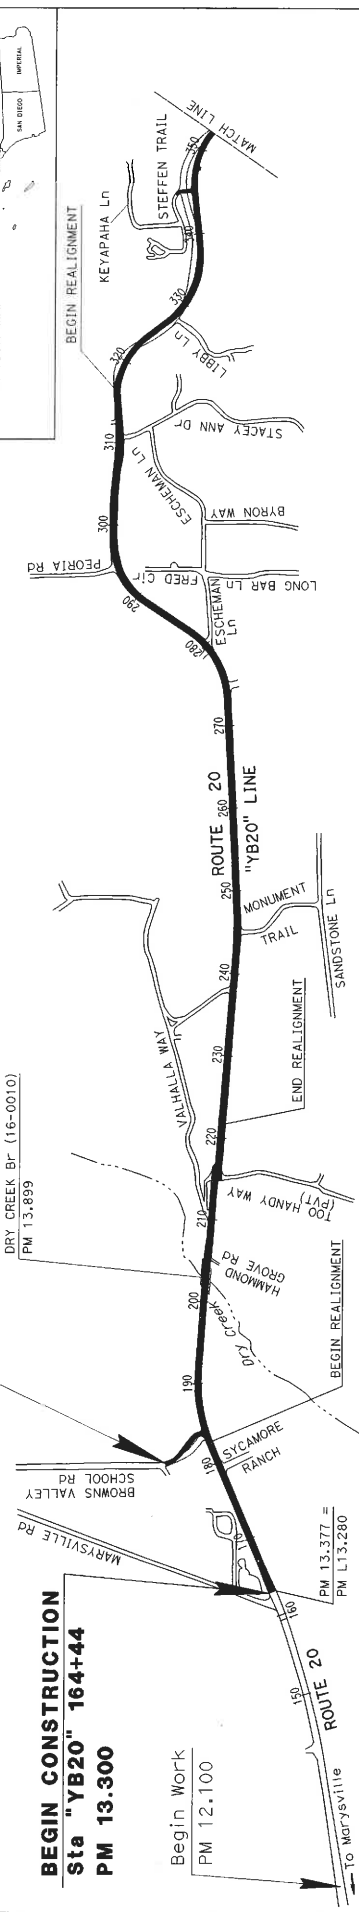 BEGIN CONSTRUCTION
Sta "YB20" 164+44
PM 13.300
Begin Work
PM 12.100
To Marysville
ROUTE 20
150
160
PM 13.377 =
PM L13.280
MARYSVILLE Rd
170
BROWNS VALLEY
SCHOOL Rd
180
SYCAMORE
RANCH
BEGIN REALIGNMENT
190
Dry Creek
200
DRY CREEK Br (16-0010)
PM 13.899
HAMMOND
GROVE Rd
210
TOO HANDY WAY
(PVT)
220
END REALIGNMENT
VALHALLA WAY
230
240
MONUMENT
TRAIL
SANDSTONE Ln
250
ROUTE 20
260
"YB20" LINE
270
280
ESCHEMAN
Ln
LONG BAR Ln
FRED Cir
290
PEORIA Rd
300
BYRON WAY
ESCHEMAN Ln
310
STACEY ANN Dr
BEGIN REALIGNMENT
320
LIBBY Ln
330
KEYAPAHA Ln
STEFFEN TRAIL
340
350
MATCH LINE
SAN DIEGO
IMPERIAL